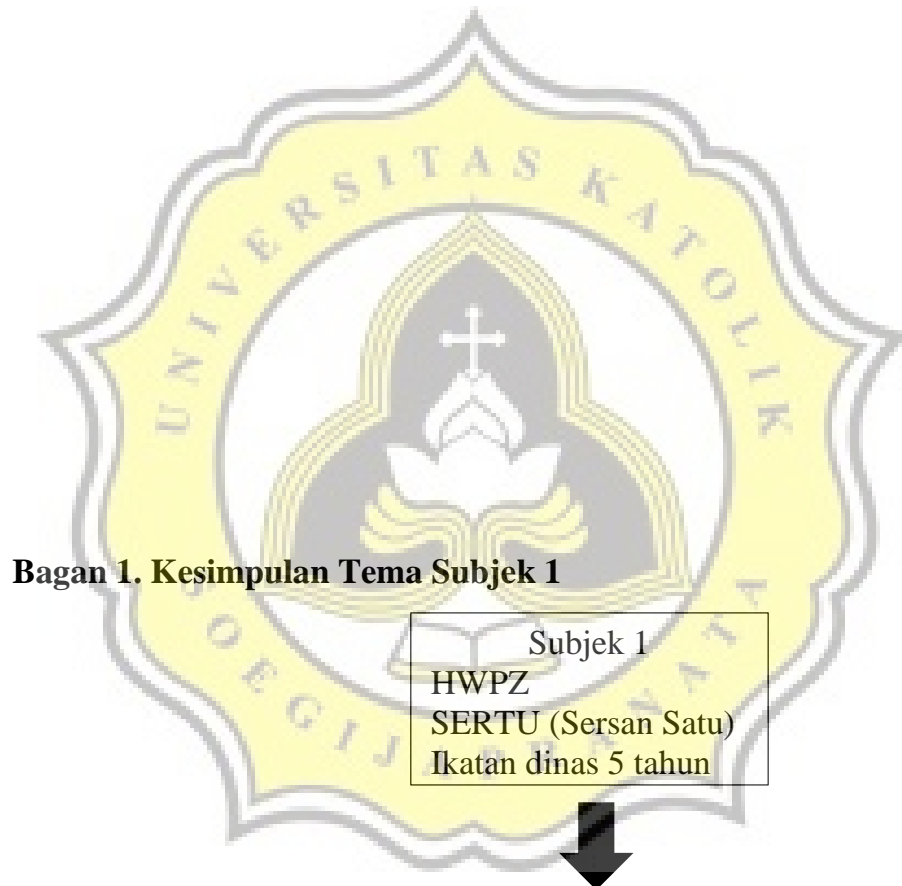 UNIVERSITAS KATOLIK
Bagan 1. Kesimpulan Tema Subjek 1
Subjek 1
HWPZ
SERTU (Sersan Satu)
Ikatan dinas 5 tahun
SOEGIJAPRANATA